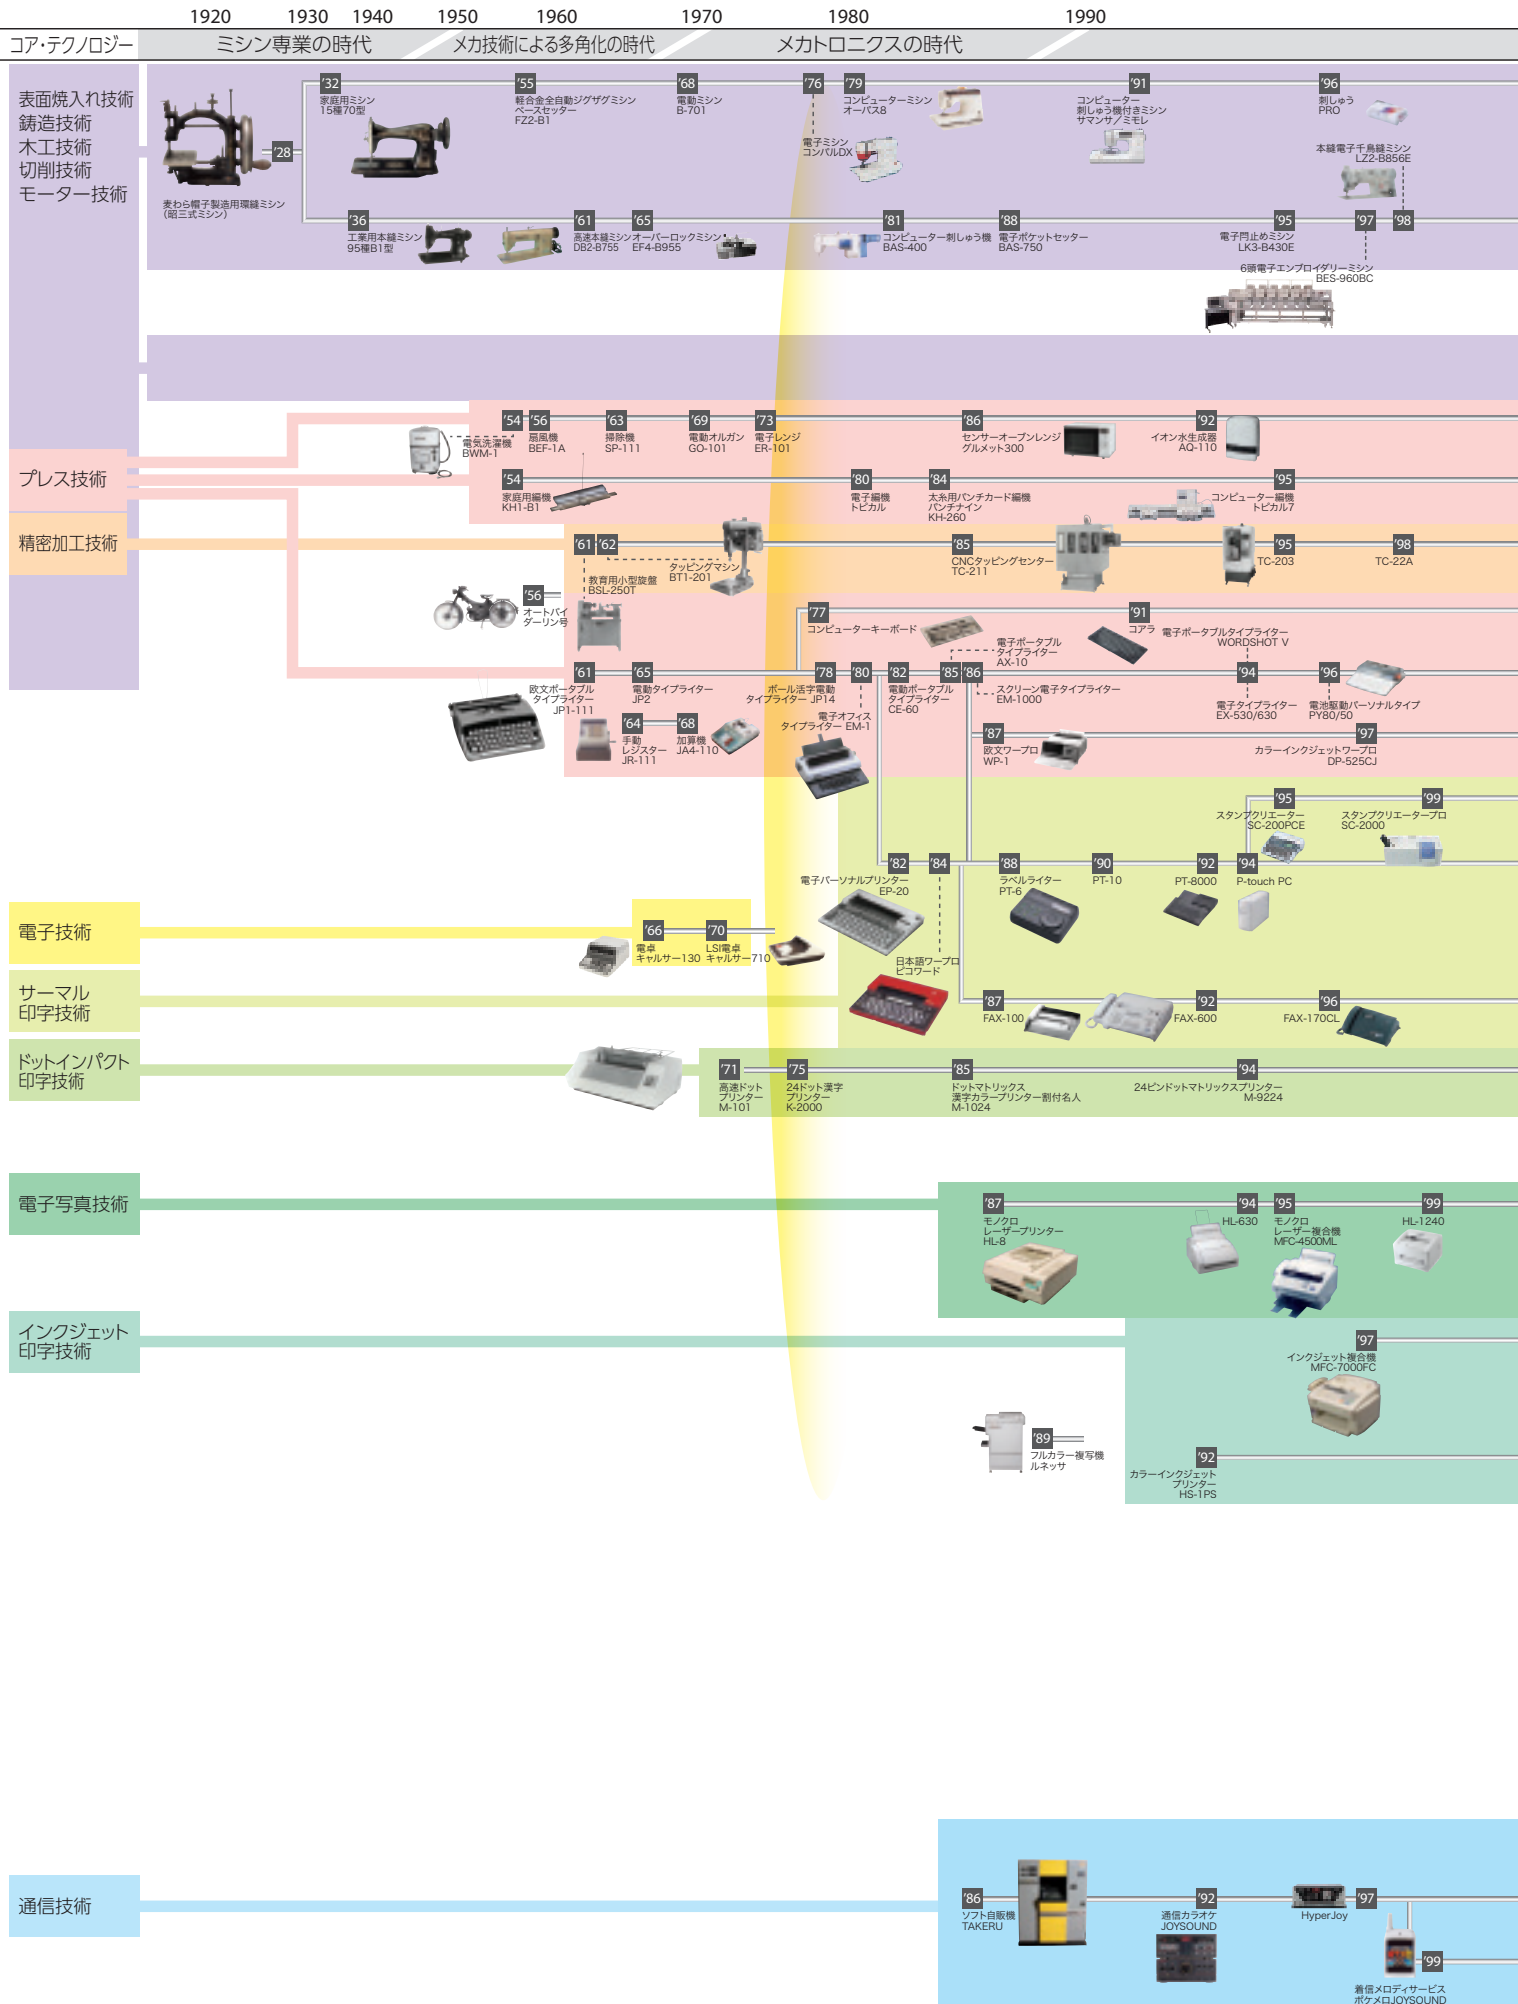 1920 1930 1940 1950 1960 1970 1980 1990
コア・テクノロジー ミシン専業の時代 メカ技術による多角化の時代 メカトロニクスの時代
表面焼入れ技術
鋳造技術
木工技術
切削技術
モーター技術
麦わら帽子製造用環縫ミシン
(昭三式ミシン)
'28
'32
家庭用ミシン
15種70型
'55
軽合金全自動ジグザグミシン
ペースセッター
FZ2-B1
'68
電動ミシン
B-701
'76
電子ミシン
コンパルDX
'79
コンピューターミシン
オーパス8
'91
コンピューター
刺しゅう機付きミシン
サマンサ/ミモレ
'96
刺しゅう
PRO
本縫電子千鳥縫ミシン
LZ2-B856E
'36
工業用本縫ミシン
95種B1型
'61
高速本縫ミシン
DB2-B755
'65
オーバーロックミシン
EF4-B955
'81
コンピューター刺しゅう機
BAS-400
'88
電子ポケットセッター
BAS-750
'95
電子閂止めミシン
LK3-B430E
'97
'98
6頭電子エンブロイダリーミシン
BES-960BC
プレス技術
'54
電気洗濯機
BWM-1
'56
扇風機
BEF-1A
'63
掃除機
SP-111
'69
電動オルガン
GO-101
'73
電子レンジ
ER-101
'86
センサーオーブンレンジ
グルメット300
'92
イオン水生成器
AQ-110
'54
家庭用編機
KH1-B1
'80
電子編機
トピカル
'84
太糸用パンチカード編機
パンチナイン
KH-260
'95
コンピューター編機
トピカル7
精密加工技術
'61
教育用小型旋盤
BSL-250T
'62
タッピングマシン
BT1-201
'85
CNCタッピングセンター
TC-211
'95
TC-203
'98
TC-22A
'56
オートバイ
ダーリン号
'77
コンピューターキーボード
'91
コアラ
電子ポータブル
タイプライター
AX-10
電子ポータブルタイプライター
WORDSHOT V
'61
欧文ポータブル
タイプライター
JP1-111
'65
電動タイプライター
JP2
'78
ボール活字電動
タイプライター JP14
'80
電子オフィス
タイプライター EM-1
'82
電動ポータブル
タイプライター
CE-60
'85
'86
スクリーン電子タイプライター
EM-1000
'94
電子タイプライター
EX-530/630
'96
電池駆動パーソナルタイプ
PY80/50
'64
手動
レジスター
JR-111
'68
加算機
JA4-110
'87
欧文ワープロ
WP-1
'97
カラーインクジェットワープロ
DP-525CJ
'95
スタンプクリエーター
SC-200PCE
'99
スタンプクリエータープロ
SC-2000
'82
電子パーソナルプリンター
EP-20
'84
日本語ワープロ
ピコワード
'88
ラベルライター
PT-6
'90
PT-10
'92
PT-8000
'94
P-touch PC
電子技術
'66
電卓
キャルサー130
'70
LSI電卓
キャルサー710
サーマル
印字技術
'87
FAX-100
'92
FAX-600
'96
FAX-170CL
ドットインパクト
印字技術
'71
高速ドット
プリンター
M-101
'75
24ドット漢字
プリンター
K-2000
'85
ドットマトリックス
漢字カラープリンター割付名人
M-1024
'94
24ピンドットマトリックスプリンター
M-9224
電子写真技術
'87
モノクロ
レーザープリンター
HL-8
'94
HL-630
'95
モノクロ
レーザー複合機
MFC-4500ML
'99
HL-1240
インクジェット
印字技術
'97
インクジェット複合機
MFC-7000FC
'89
フルカラー複写機
ルネッサ
'92
カラーインクジェット
プリンター
HS-1PS
通信技術
'86
ソフト自販機
TAKERU
'92
通信カラオケ
JOYSOUND
HyperJoy
'97
'99
着信メロディサービス
ポケメロJOYSOUND